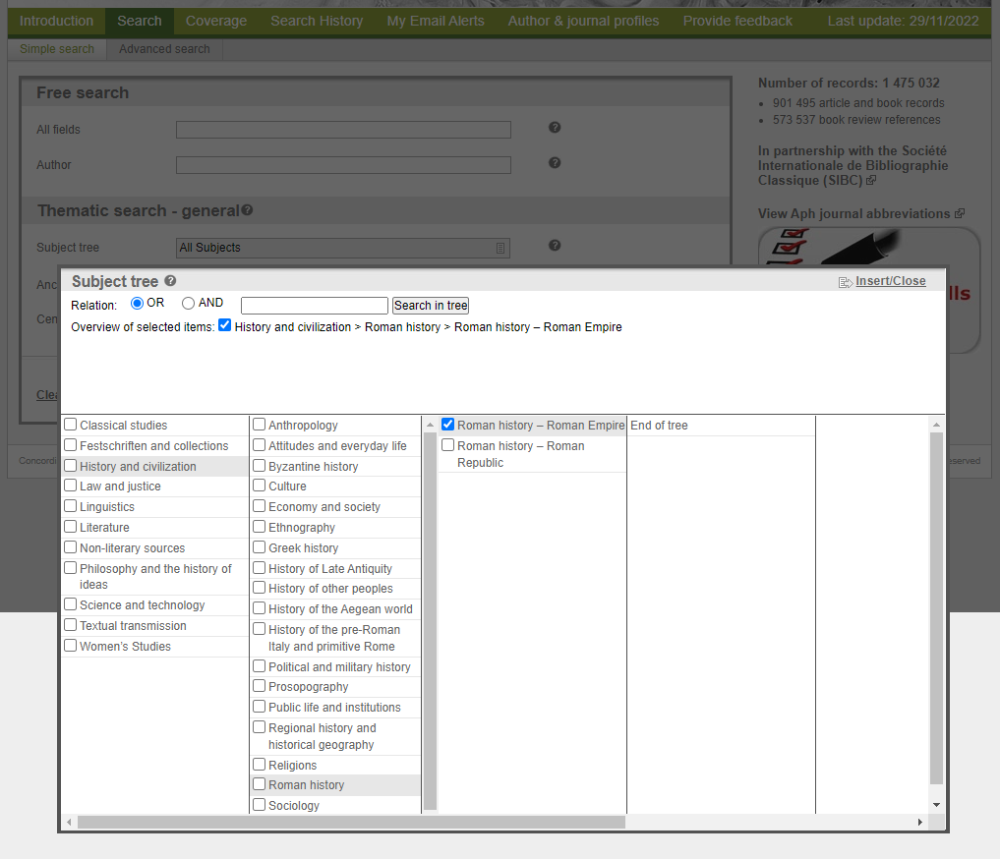 Introduction Search Coverage Search History My Email Alerts Author & journal profiles Provide feedback Last update: 29/11/2022
Simple search Advanced search
Free search
All fields
Author
Thematic search - general
Subject tree All Subjects
Anc
Cen
Clea
Concordi
Number of records: 1 475 032
901 495 article and book records
573 537 book review references
In partnership with the Société
Internationale de Bibliographie
Classique (SIBC)
View Aph journal abbreviations
lls
served
Subject tree Insert/Close
Relation: OR AND Search in tree
Overview of selected items: History and civilization > Roman history > Roman history – Roman Empire
Classical studies
Festschriften and collections
History and civilization
Law and justice
Linguistics
Literature
Non-literary sources
Philosophy and the history of
ideas
Science and technology
Textual transmission
Women's Studies
Anthropology
Attitudes and everyday life
Byzantine history
Culture
Economy and society
Ethnography
Greek history
History of Late Antiquity
History of other peoples
History of the Aegean world
History of the pre-Roman
Italy and primitive Rome
Political and military history
Prosopography
Public life and institutions
Regional history and
historical geography
Religions
Roman history
Sociology
Roman history – Roman Empire
Roman history – Roman
Republic
End of tree